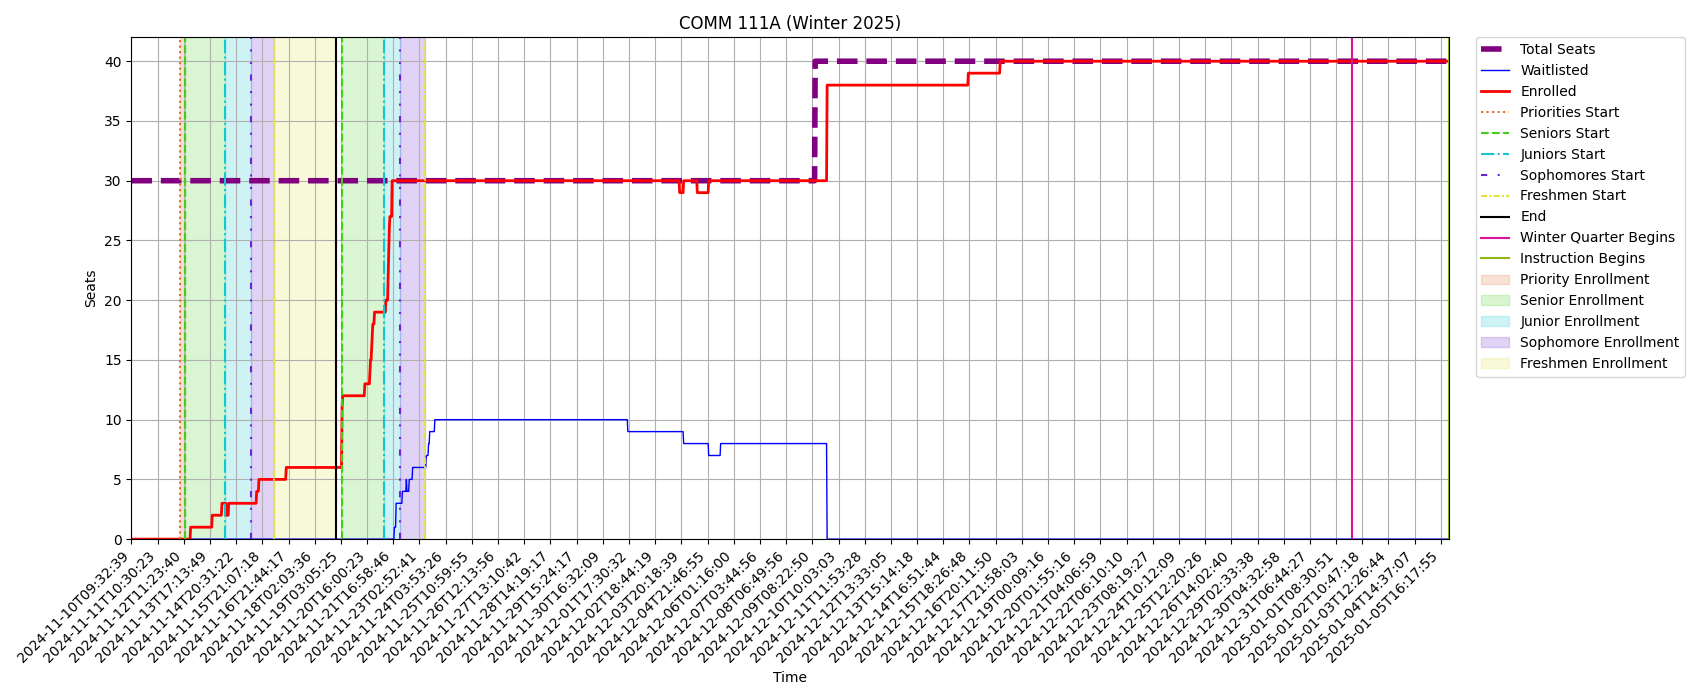 COMM 111A (Winter 2025)
Seats
40
35
30
25
20
15
10
5
0
2024-11-10T09:32:39
2024-11-11T10:30:23
2024-11-12T11:23:40
2024-11-13T17:13:49
2024-11-14T20:31:22
2024-11-15T21:07:18
2024-11-16T21:44:17
2024-11-18T02:03:36
2024-11-19T03:05:25
2024-11-20T16:00:23
2024-11-21T16:58:46
2024-11-23T02:52:41
2024-11-24T03:53:26
2024-11-25T10:59:55
2024-11-26T12:13:56
2024-11-27T13:10:42
2024-11-28T14:19:17
2024-11-29T15:24:17
2024-11-30T16:32:09
2024-12-01T17:30:32
2024-12-02T18:44:19
2024-12-03T20:18:39
2024-12-04T21:46:55
2024-12-06T01:16:00
2024-12-07T03:44:56
2024-12-08T06:49:56
2024-12-09T08:22:50
2024-12-10T10:03:03
2024-12-11T11:53:28
2024-12-12T13:33:05
2024-12-13T15:14:18
2024-12-14T16:51:44
2024-12-15T18:26:48
2024-12-16T20:11:50
2024-12-17T21:58:03
2024-12-19T00:09:16
2024-12-20T01:55:16
2024-12-21T04:06:59
2024-12-22T06:10:10
2024-12-23T08:19:27
2024-12-24T10:12:09
2024-12-25T12:20:26
2024-12-26T14:02:40
2024-12-29T02:33:38
2024-12-30T04:32:58
2024-12-31T06:44:27
2025-01-01T08:30:51
2025-01-02T10:47:18
2025-01-03T12:26:44
2025-01-04T14:37:07
2025-01-05T16:17:55
Time
Total Seats
Waitlisted
Enrolled
Priorities Start
Seniors Start
Juniors Start
Sophomores Start
Freshmen Start
End
Winter Quarter Begins
Instruction Begins
Priority Enrollment
Senior Enrollment
Junior Enrollment
Sophomore Enrollment
Freshmen Enrollment